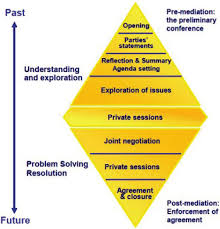 Past
Pre-mediation:
the preliminary
conference
Opening
Parties'
statements
Reflection & Summary
Agenda setting
Understanding
and exploration
Exploration of issues
Private sessions
Joint negotiation
Problem Solving
Resolution
Private sessions
Agreement
& closure
Post-mediation:
Enforcement of
agreement
Future